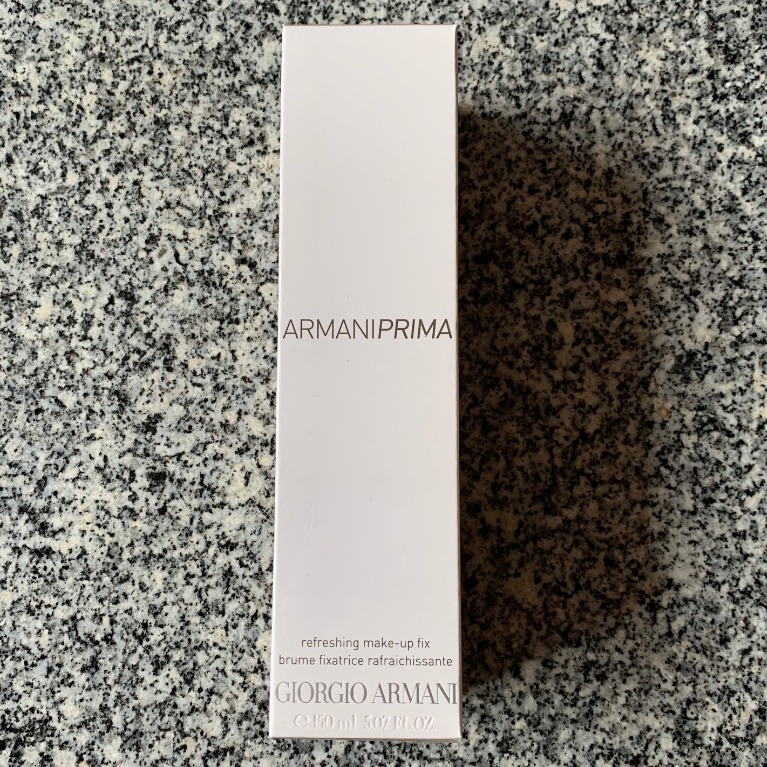 ARMANIPRIMA
refreshing make-up fix
brume fixatrice rafraichissante
GIORGIO ARMANI
℮ 150 ml 5.07 FL.OZ.